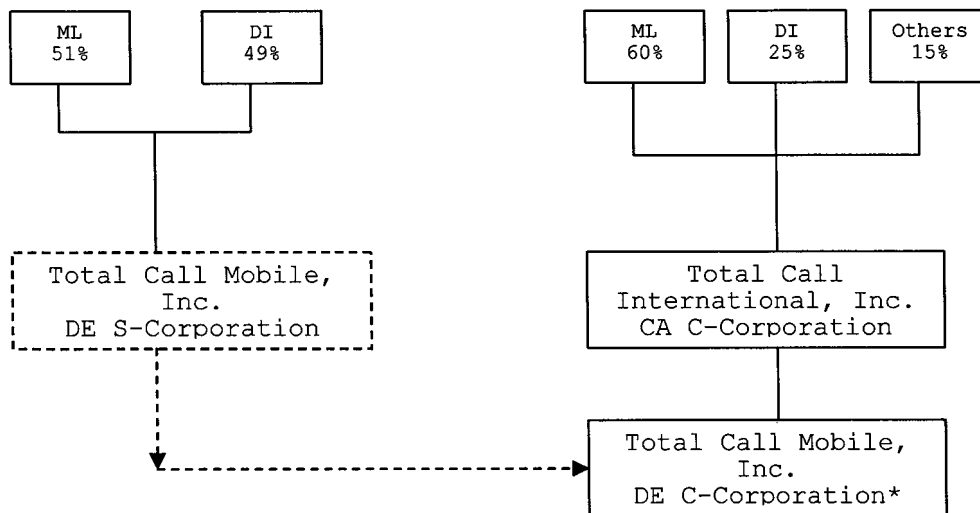 ML
51%
DI
49%
ML
60%
DI
25%
Others
15%
Total Call Mobile,
Inc.
DE S-Corporation
Total Call
International, Inc.
CA C-Corporation
Total Call Mobile,
Inc.
DE C-Corporation*